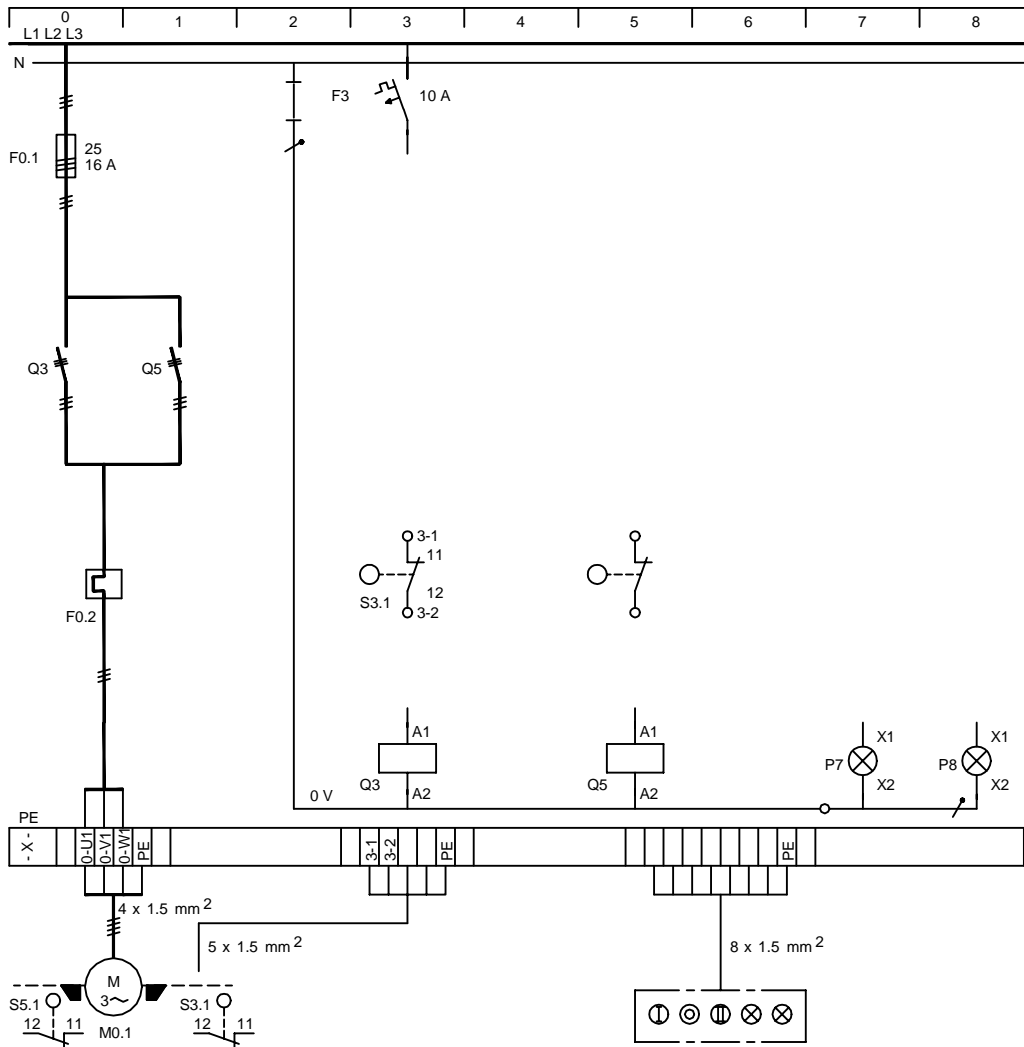 0 1 2 3 4 5 6 7 8
L1 L2 L3
N
F3 10 A
F0.1 25
16 A
Q3 Q5
3-1
11
S3.1 12
3-2
F0.2
A1 A1 X1 X1
P7 P8
Q3 Q5
0 V A2 A2 X2 X2
PE
- X - 0-U1 0-V1 0-W1 PE 3-1 3-2 PE PE
4 x 1.5 mm 2
5 x 1.5 mm 2 8 x 1.5 mm 2
M
3~
S5.1 S3.1
12 11 M0.1 12 11
I II